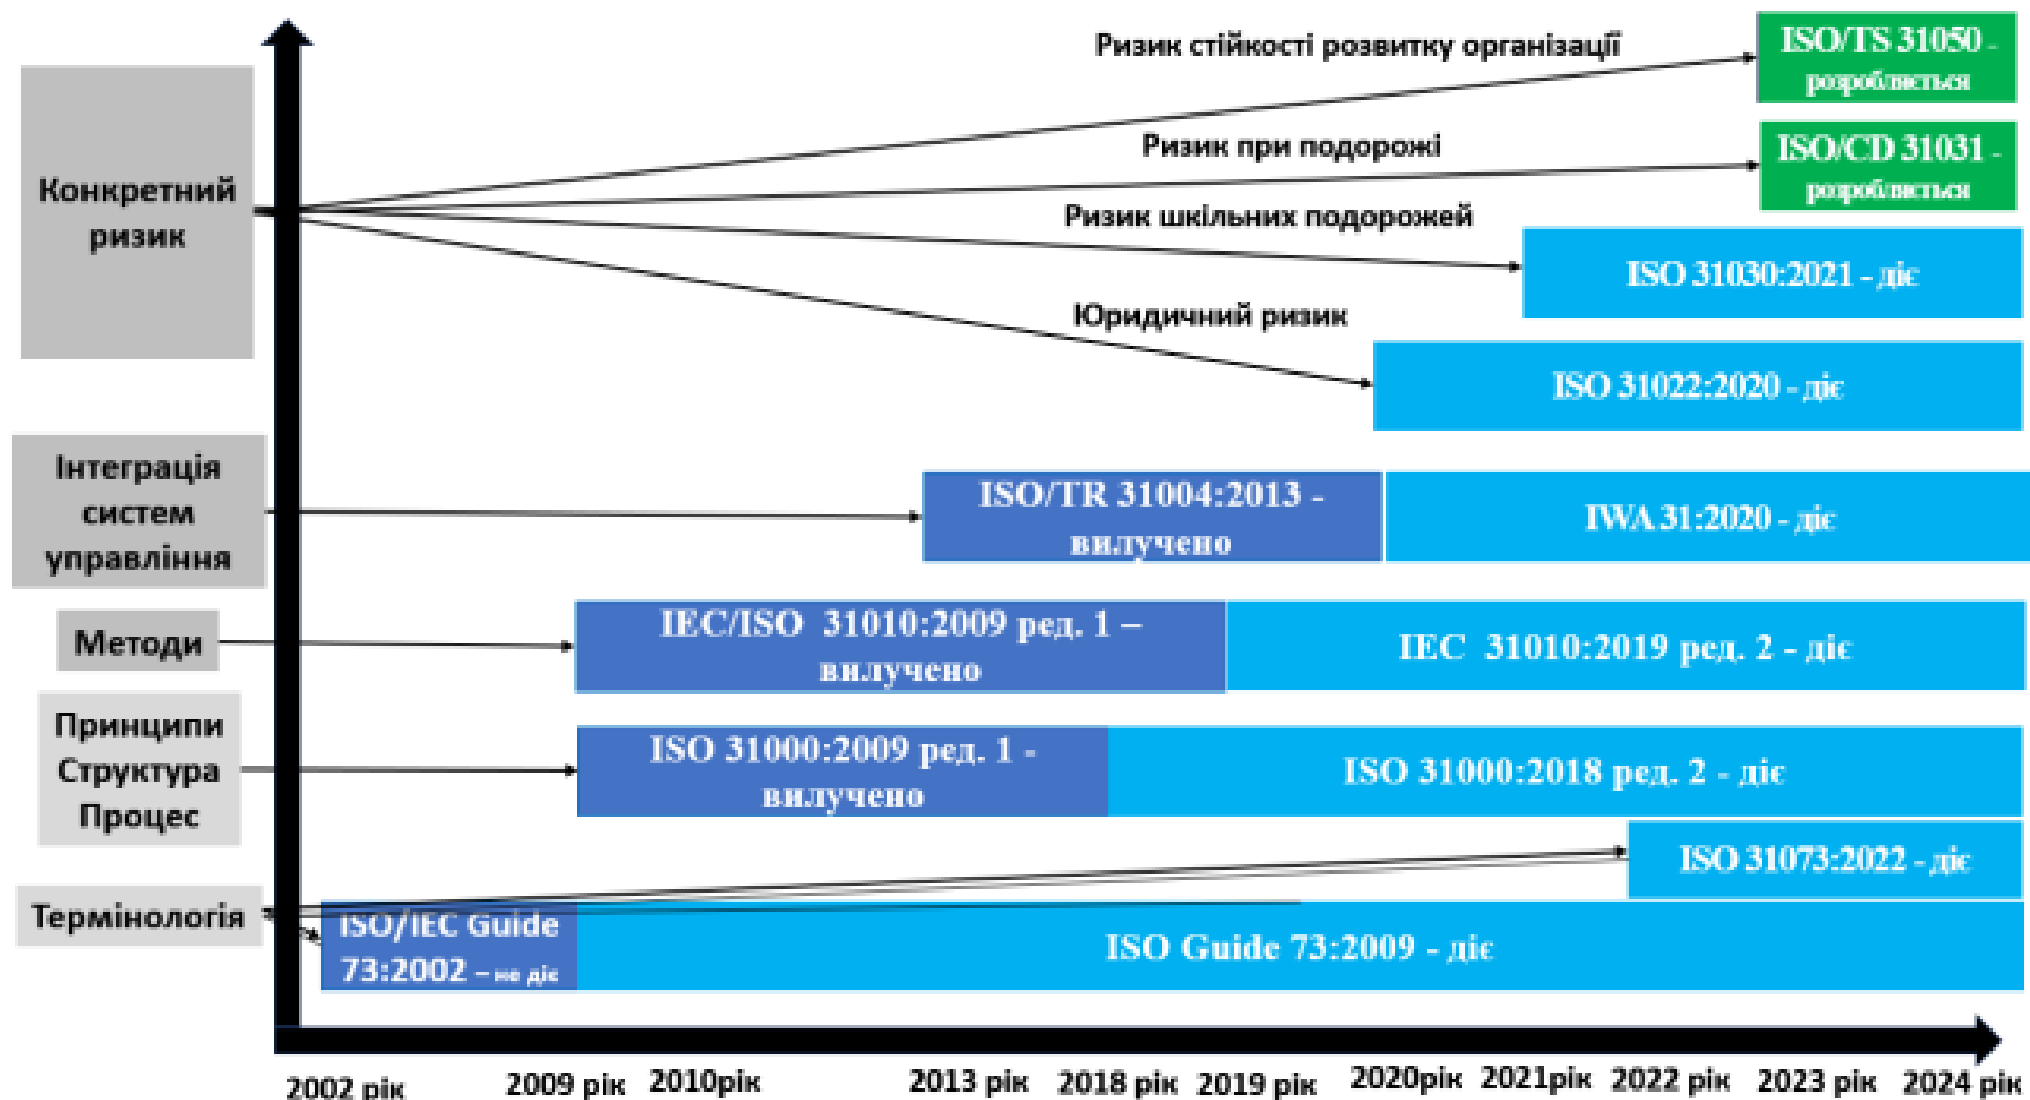 Ризик стійкості розвитку організації
ISO/TS 31050 -
розробляється
Ризик при подорожі
ISO/CD 31031 -
розробляється
Конкретний
ризик
Ризик шкільних подорожей
ISO 31030:2021 - діє
Юридичний ризик
ISO 31022:2020 - діє
Інтеграція
систем
управління
ISO/TR 31004:2013 -
вилучено
IWA 31:2020 - діє
Методи
IEC/ISO 31010:2009 ред. 1 –
вилучено
IEC 31010:2019 ред. 2 - діє
Принципи
Структура
Процес
ISO 31000:2009 ред. 1 -
вилучено
ISO 31000:2018 ред. 2 - діє
ISO 31073:2022 - діє
Термінологія
ISO/IEC Guide
73:2002 – не діє
ISO Guide 73:2009 - діє
2002 рік
2009 рік
2010рік
2013 рік
2018 рік
2019 рік
2020рік
2021рік
2022 рік
2023 рік
2024 рік